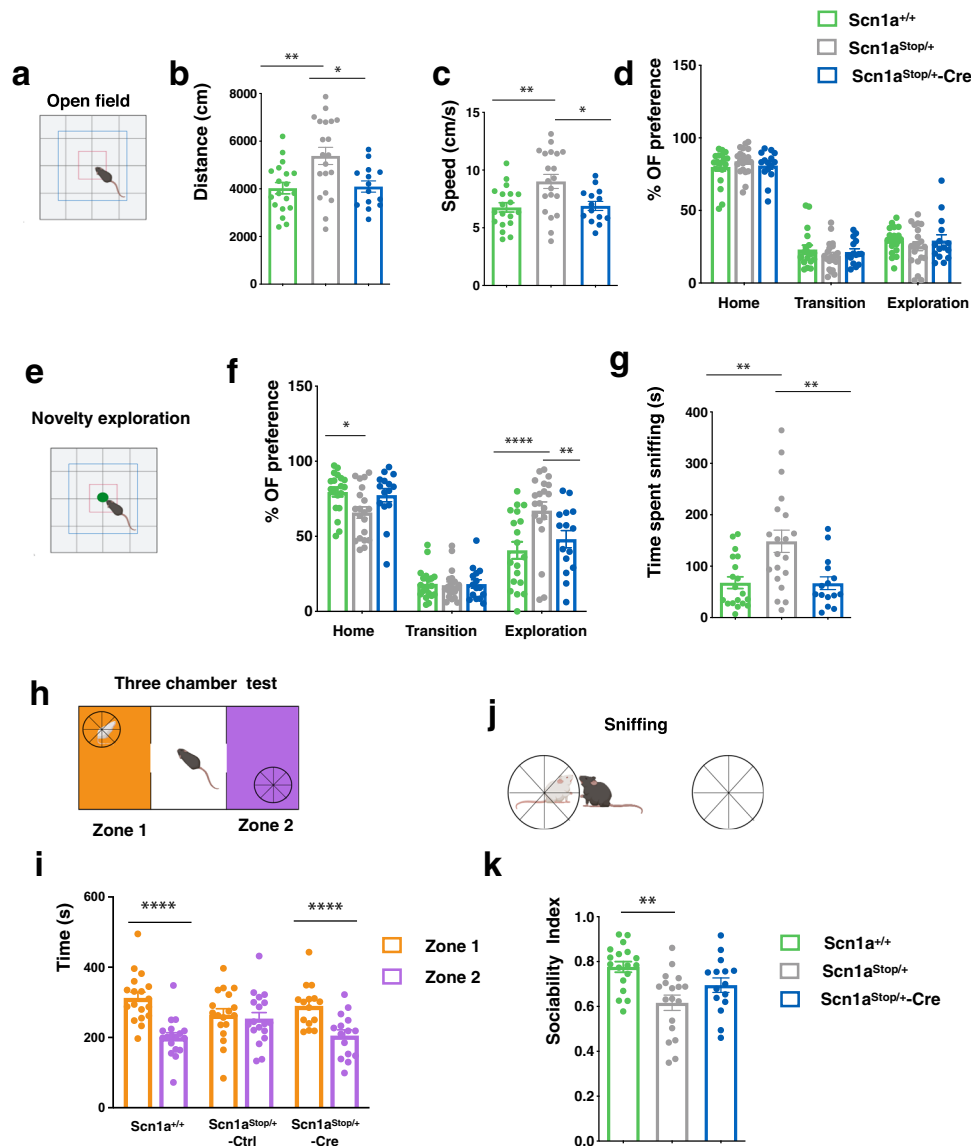 Scn1a+/+
Scn1aStop/+
Scn1aStop/+-Cre
a
Open field
b
Distance (cm)
8000
6000
4000
2000
0
**
*
c
Speed (cm/s)
15
10
5
0
**
*
d
% OF preference
150
100
50
0
Home Transition Exploration
e
Novelty exploration
f
% OF preference
150
100
50
0
*
****
**
Home Transition Exploration
g
Time spent sniffing (s)
400
300
200
100
0
**
**
h
Three chamber test
Zone 1
Zone 2
j
Sniffing
i
Time (s)
600
400
200
0
****
****
Scn1a+/+
Scn1aStop/+
-Ctrl
Scn1aStop/+
-Cre
Zone 1
Zone 2
k
Sociability Index
1.0
0.8
0.6
0.4
0.2
0.0
**
Scn1a+/+
Scn1aStop/+
Scn1aStop/+-Cre